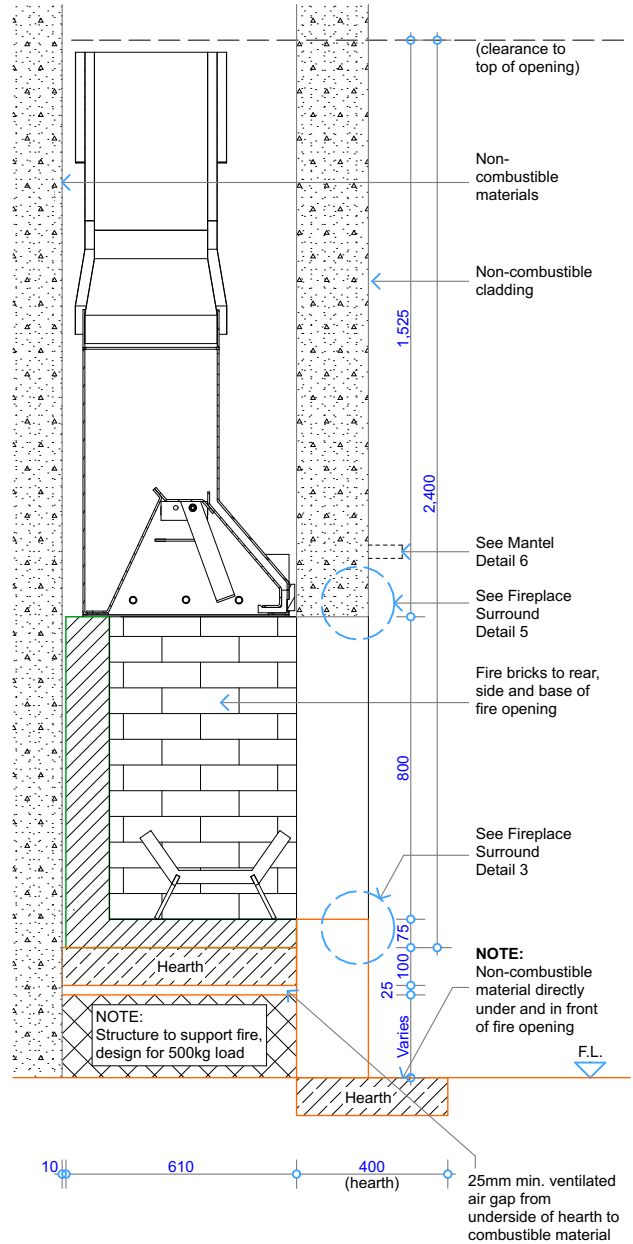 (clearance to
top of opening)
Non-
combustible
materials
Non-combustible
cladding
1,525
2,400
See Mantel
Detail 6
See Fireplace
Surround
Detail 5
Fire bricks to rear,
side and base of
fire opening
800
See Fireplace
Surround
Detail 3
75
NOTE:
Non-combustible
material directly
under and in front
of fire opening
100
Hearth
25
NOTE:
Structure to support fire,
design for 500kg load
Varies
F.L.
Hearth
10
610
400
(hearth)
25mm min. ventilated
air gap from
underside of hearth to
combustible material